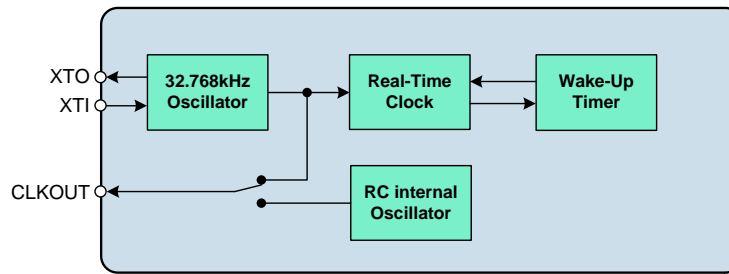 XTO
XTI
32.768kHz
Oscillator
Real-Time
Clock
Wake-Up
Timer
CLKOUT
RC internal
Oscillator